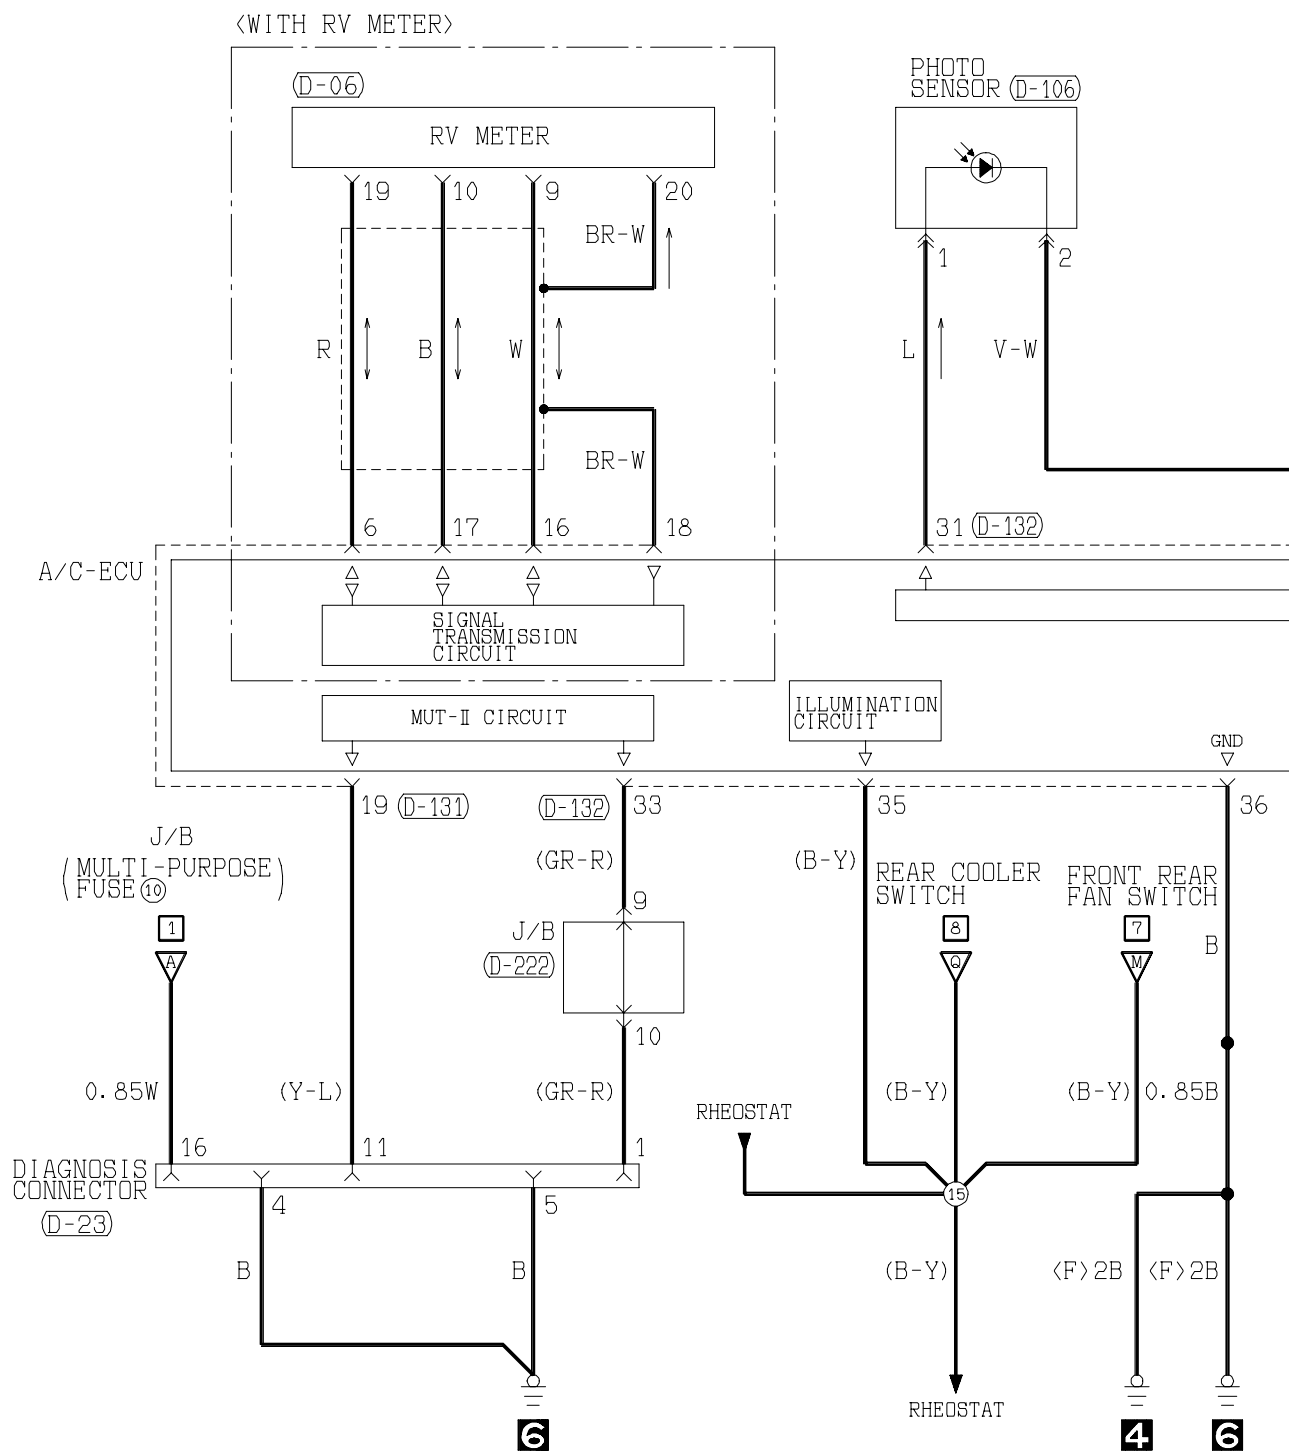 〈WITH RV METER〉
D-06
RV METER
19 10 9 20
BR-W
R B W
BR-W
6 17 16 18
PHOTO
SENSOR D-106
1 2
L V-W
31 D-132
A/C-ECU
SIGNAL
TRANSMISSION
CIRCUIT
MUT-Ⅱ CIRCUIT
ILLUMINATION
CIRCUIT
GND
19 D-131 D-132 33 35 36
J/B
(MULTI-PURPOSE
FUSE⑩)
(GR-R) (B-Y)
REAR COOLER
SWITCH
FRONT REAR
FAN SWITCH
9
1 8 7
J/B
D-222
B
A Q M
10
0.85W (Y-L) (GR-R) (B-Y) (B-Y) 0.85B
RHEOSTAT
16 11 1
DIAGNOSIS
CONNECTOR
D-23
4 5
15
B B (B-Y) 〈F〉2B 〈F〉2B
RHEOSTAT
6 4 6